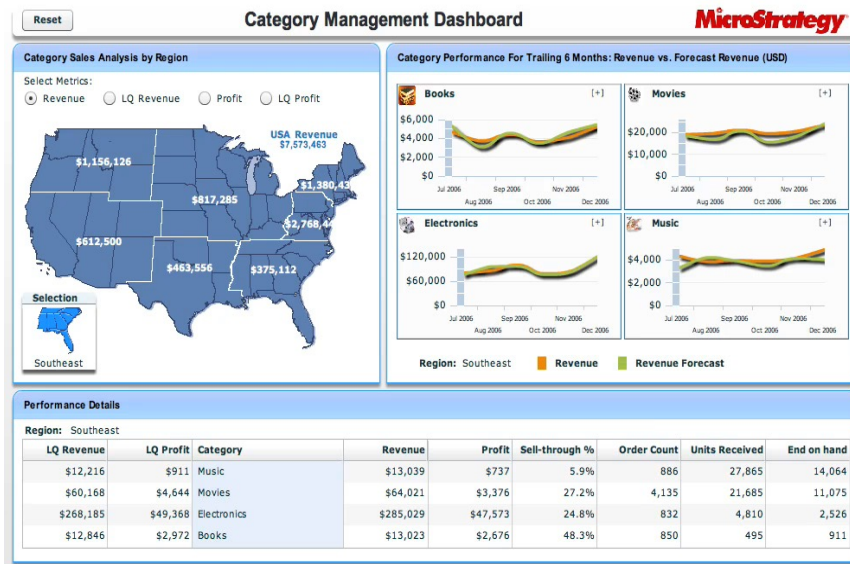 Reset
Category Management Dashboard
MicroStrategy
Category Sales Analysis by Region
Select Metrics:
Revenue LQ Revenue Profit LQ Profit
USA Revenue
$7,573,463
$1,156,126
$1,380,43
$817,285
$2,768,4
$612,500
$463,556
$375,112
Selection
Southeast
Category Performance For Trailing 6 Months: Revenue vs. Forecast Revenue (USD)
Books [+]
$6,000
$4,000
$2,000
$0
Jul 2006 Sep 2006 Nov 2006
Aug 2006 Oct 2006 Dec 2006
Movies [+]
$20,000
$10,000
$0
Jul 2006 Sep 2006 Nov 2006
Aug 2006 Oct 2006 Dec 2006
Electronics [+]
$120,000
$60,000
$0
Jul 2006 Sep 2006 Nov 2006
Aug 2006 Oct 2006 Dec 2006
Music [+]
$4,000
$2,000
$0
Jul 2006 Sep 2006 Nov 2006
Aug 2006 Oct 2006 Dec 2006
Region: Southeast Revenue Revenue Forecast
Performance Details
Region: Southeast
LQ Revenue LQ Profit Category Revenue Profit Sell-through % Order Count Units Received End on hand
$12,216 $911 Music $13,039 $737 5.9% 886 27,865 14,064
$60,168 $4,644 Movies $64,021 $3,376 27.2% 4,135 21,685 11,075
$268,185 $49,368 Electronics $285,029 $47,573 24.8% 832 4,810 2,526
$12,846 $2,972 Books $13,023 $2,676 48.3% 850 495 911